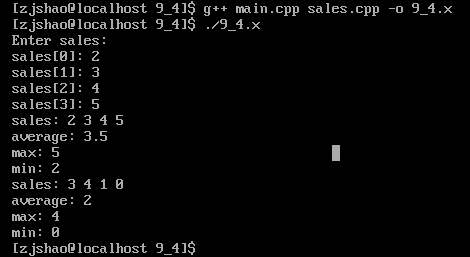 [zjshao@localhost 9_4]$ g++ main.cpp sales.cpp -o 9_4.x
[zjshao@localhost 9_4]$ ./9_4.x
Enter sales:
sales[0]: 2
sales[1]: 3
sales[2]: 4
sales[3]: 5
sales: 2 3 4 5
average: 3.5
max: 5
min: 2
sales: 3 4 1 0
average: 2
max: 4
min: 0
[zjshao@localhost 9_4]$